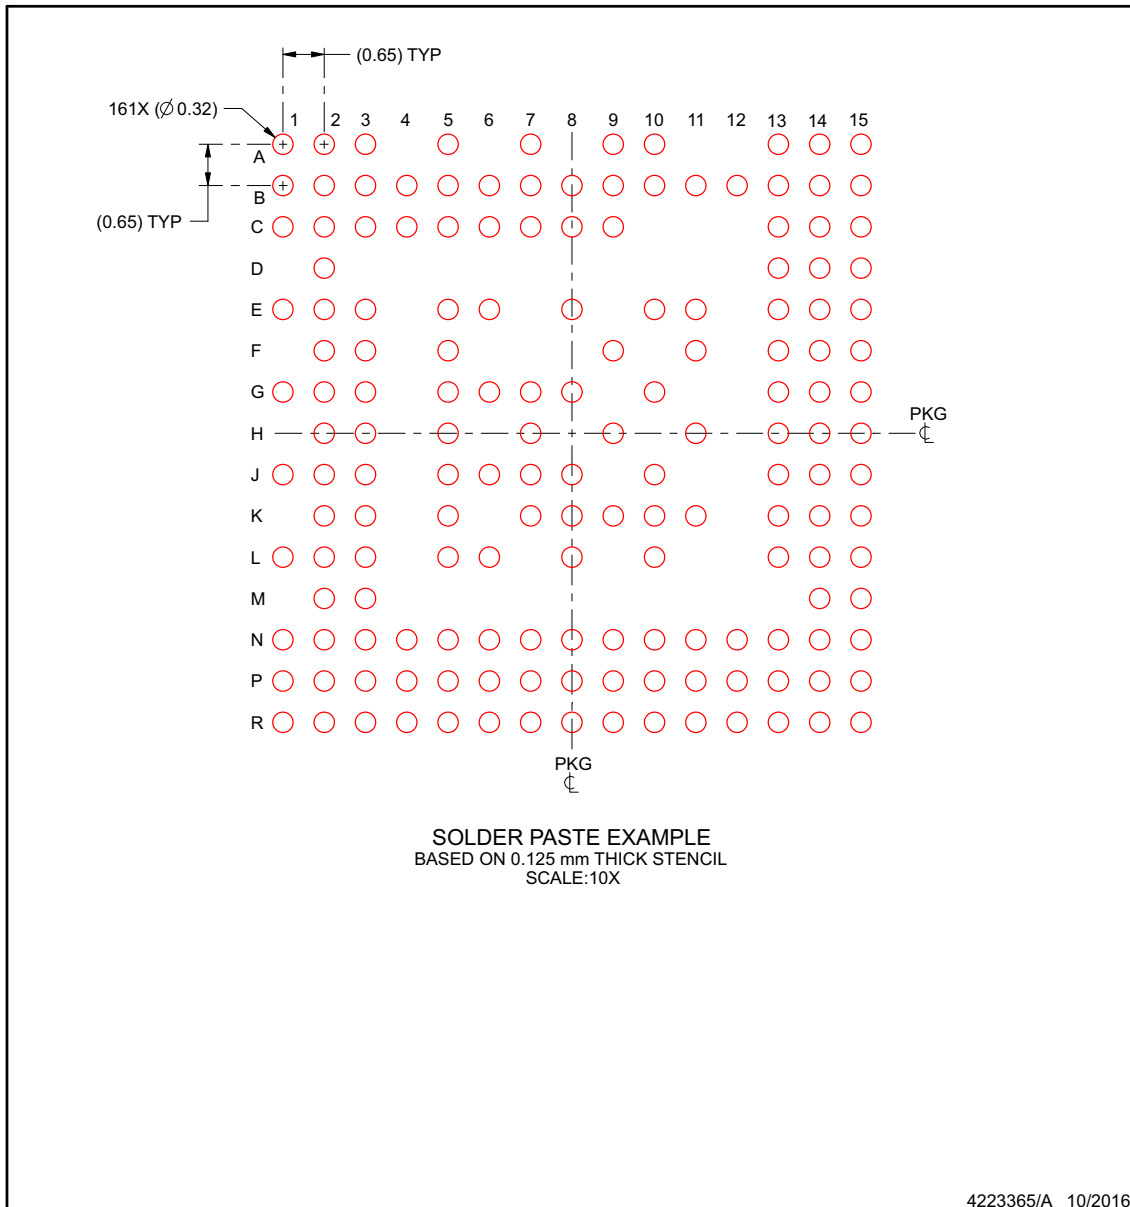 (0.65) TYP
161X (∅ 0.32)
1 2 3 4 5 6 7 8 9 10 11 12 13 14 15
A
B
(0.65) TYP
C
D
E
F
G
PKG
H
℄
J
K
L
M
N
P
R
PKG
℄
SOLDER PASTE EXAMPLE
BASED ON 0.125 mm THICK STENCIL
SCALE:10X
4223365/A 10/2016